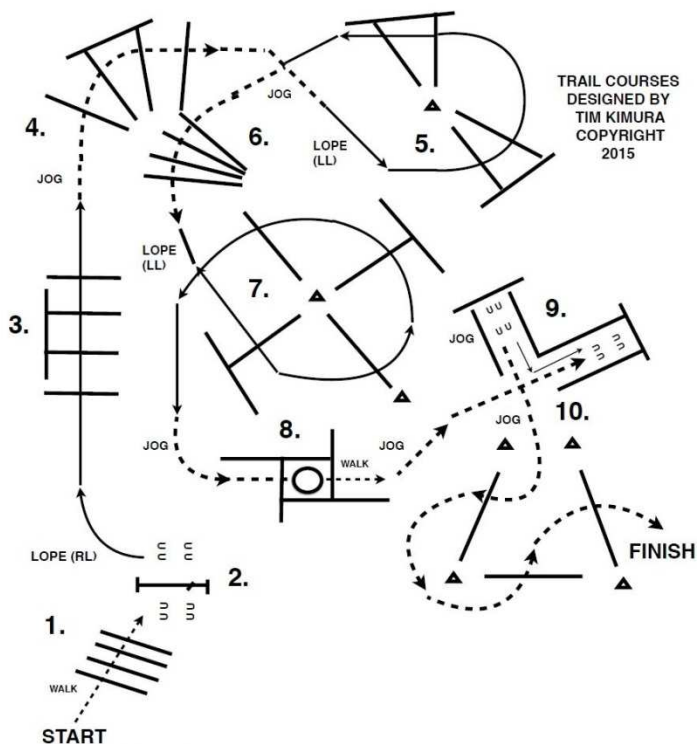 TRAIL COURSES
DESIGNED BY
TIM KIMURA
COPYRIGHT
2015
4.
JOG
6.
JOG
5.
LOPE
(LL)
LOPE
(LL)
7.
3.
9.
JOG
10.
JOG
8.
JOG
WALK
JOG
LOPE (RL)
2.
FINISH
1.
WALK
START